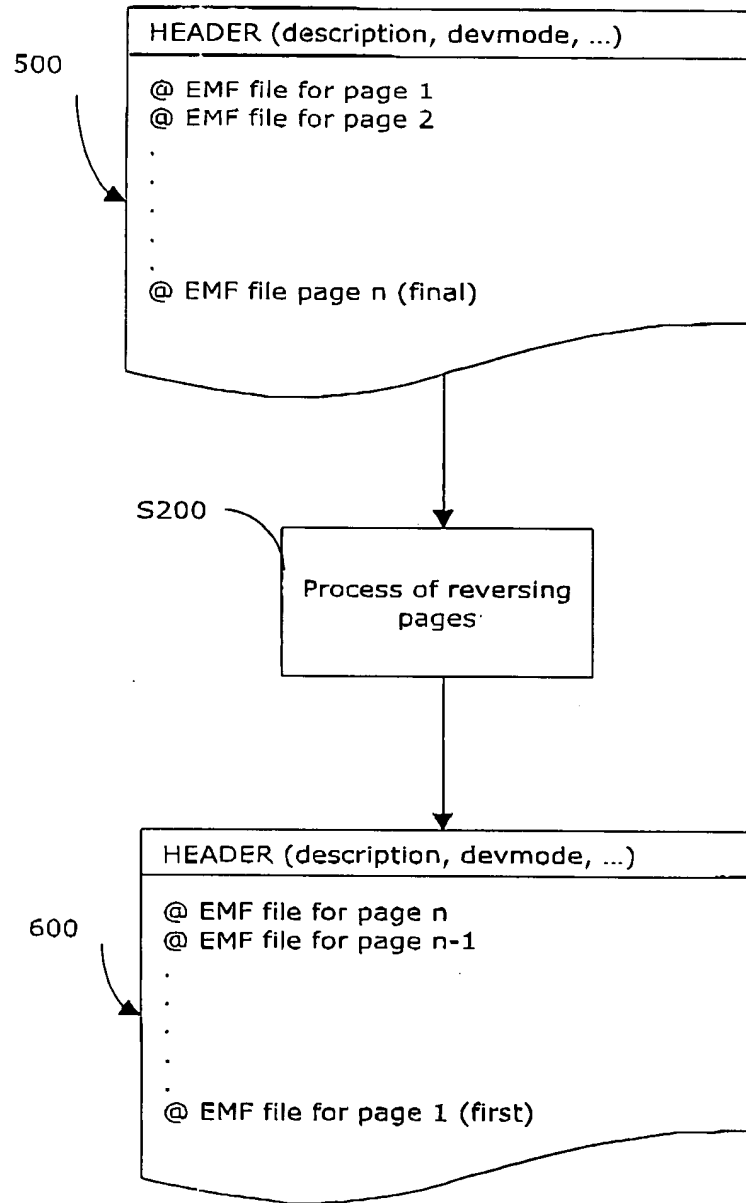 HEADER (description, devmode, ...)
500
@ EMF file for page 1
@ EMF file for page 2
.
.
.
.
.
@ EMF file page n (final)
S200
Process of reversing
pages
HEADER (description, devmode, ...)
600
@ EMF file for page n
@ EMF file for page n-1
.
.
.
.
.
@ EMF file for page 1 (first)